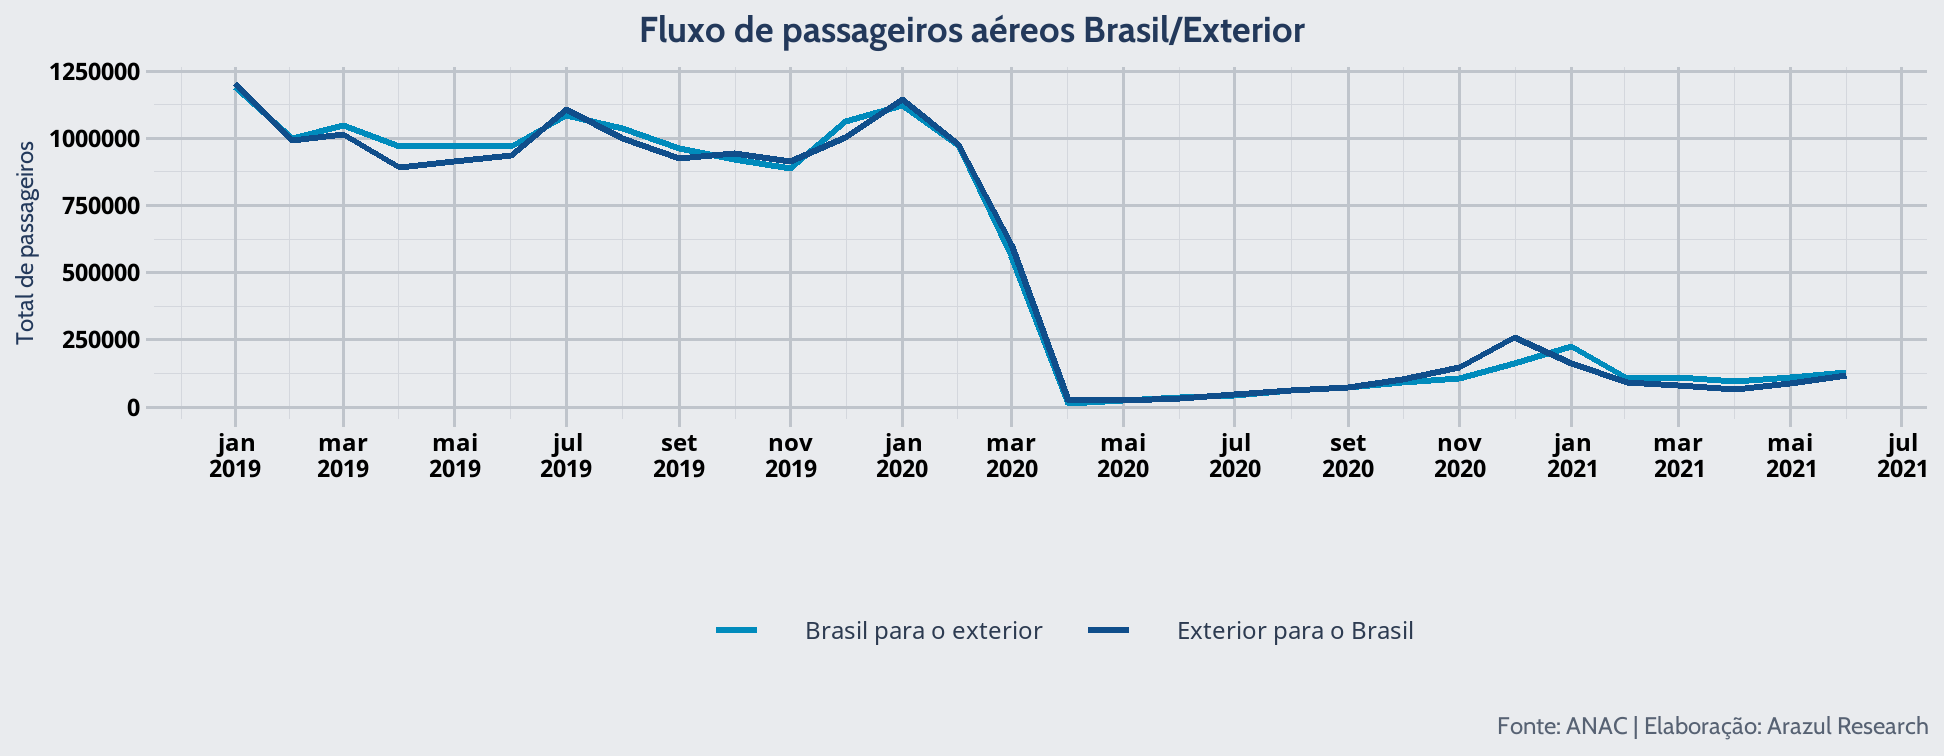 Fluxo de passageiros aéreos Brasil/Exterior
Total de passageiros
1250000
1000000
750000
500000
250000
0
jan mar mai jul set nov jan mar mai jul set nov jan mar mai jul
2019 2019 2019 2019 2019 2019 2020 2020 2020 2020 2020 2020 2021 2021 2021 2021
Brasil para o exterior Exterior para o Brasil
Fonte: ANAC | Elaboração: Arazul Research